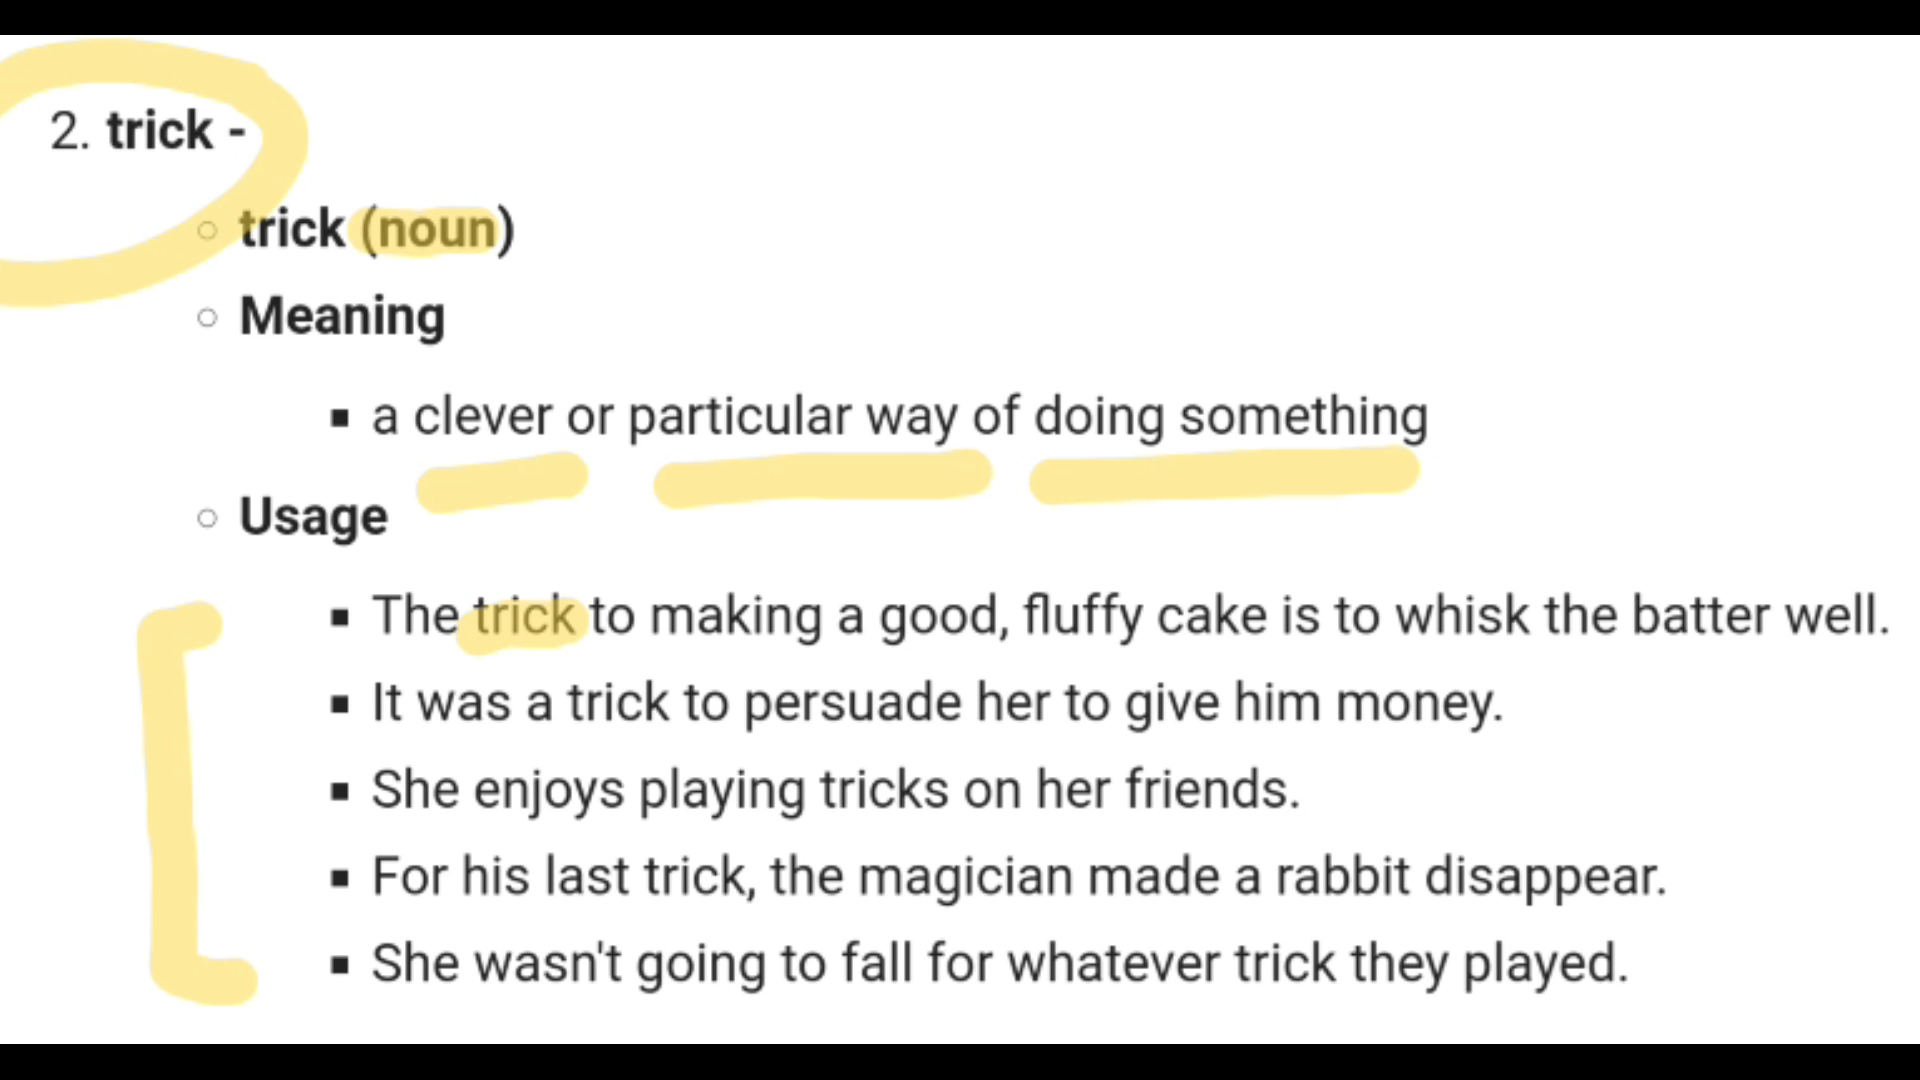 2. trick -
trick (noun)
Meaning
a clever or particular way of doing something
Usage
The trick to making a good, fluffy cake is to whisk the batter well.
It was a trick to persuade her to give him money.
She enjoys playing tricks on her friends.
For his last trick, the magician made a rabbit disappear.
She wasn't going to fall for whatever trick they played.